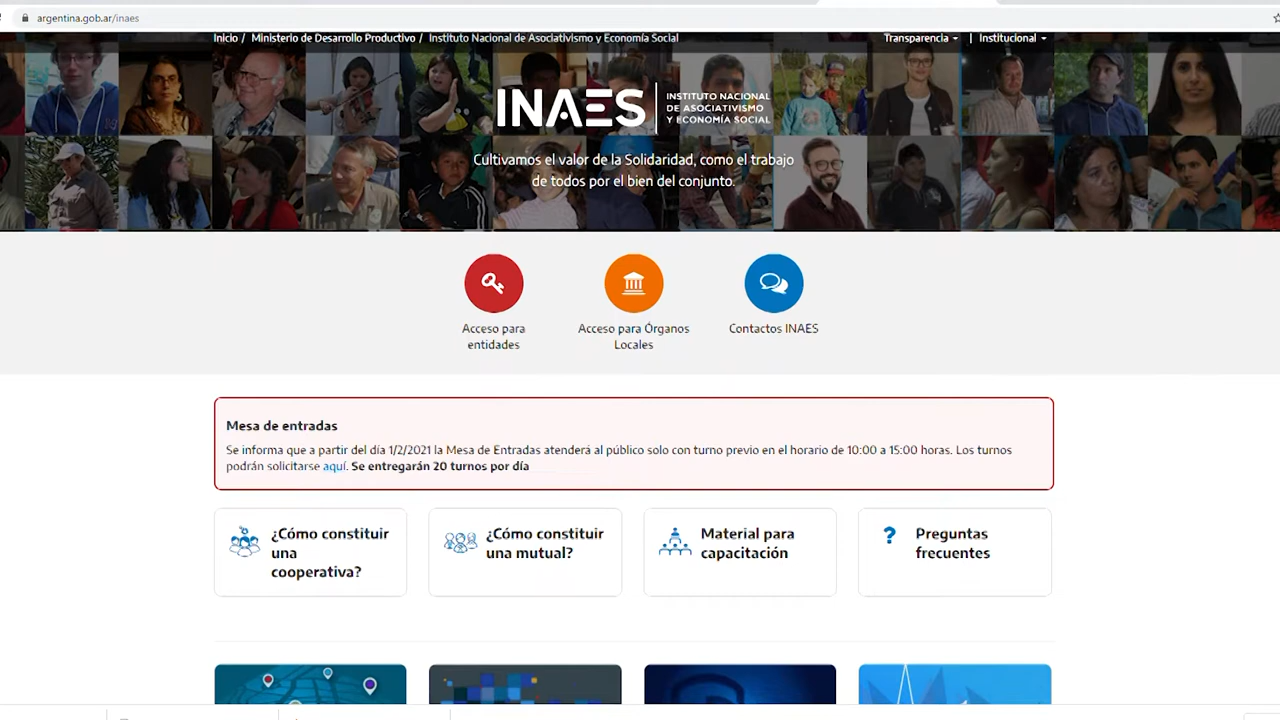 argentina.gob.ar/inaes
Inicio / Ministerio de Desarrollo Productivo / Instituto Nacional de Asociativismo y Economía Social
Transparencia | Institucional
INAES
INSTITUTO NACIONAL
DE ASOCIATIVISMO
Y ECONOMÍA SOCIAL
Cultivamos el valor de la Solidaridad, como el trabajo
de todos por el bien del conjunto.
Acceso para
entidades
Acceso para Órganos
Locales
Contactos INAES
Mesa de entradas
Se informa que a partir del día 1/2/2021 la Mesa de Entradas atenderá al público solo con turno previo en el horario de 10:00 a 15:00 horas. Los turnos
podrán solicitarse aquí. Se entregarán 20 turnos por día
¿Cómo constituir
una
cooperativa?
¿Cómo constituir
una mutual?
Material para
capacitación
Preguntas
frecuentes